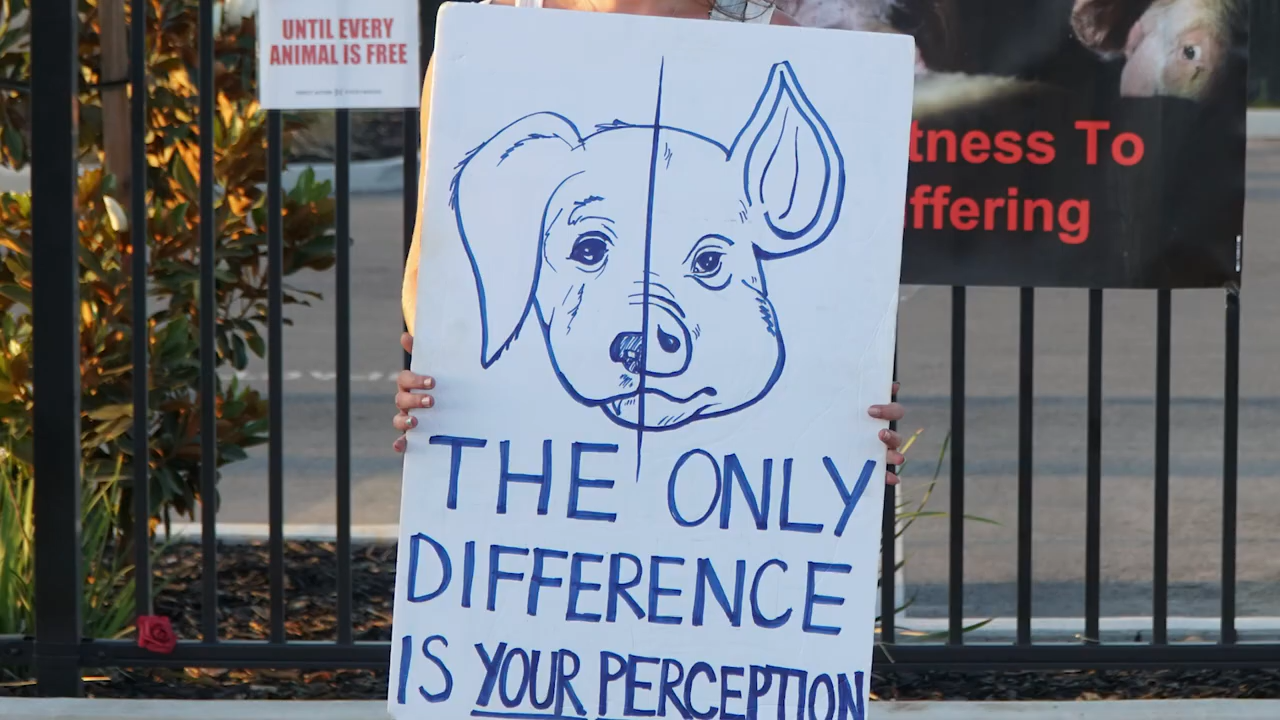 UNTIL EVERY
ANIMAL IS FREE
tness To
ffering
THE ONLY
DIFFERENCE
IS YOUR PERCEPTION